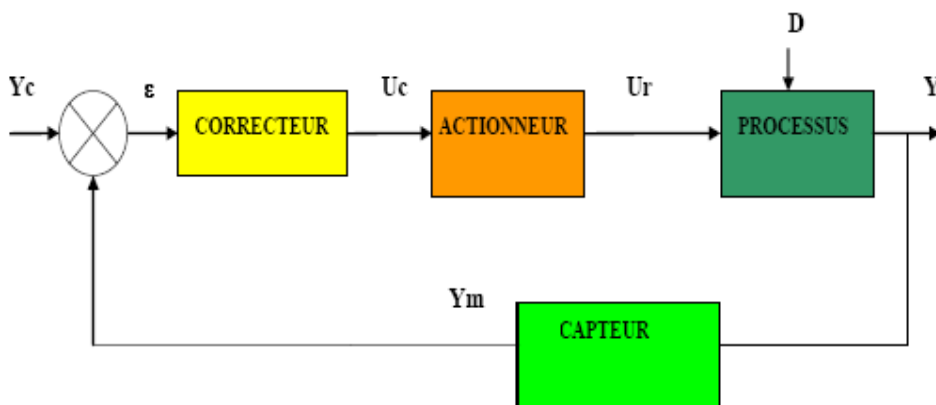 D
Yc
ε
Uc
Ur
Y
CORRECTEUR
ACTIONNEUR
PROCESSUS
Ym
CAPTEUR